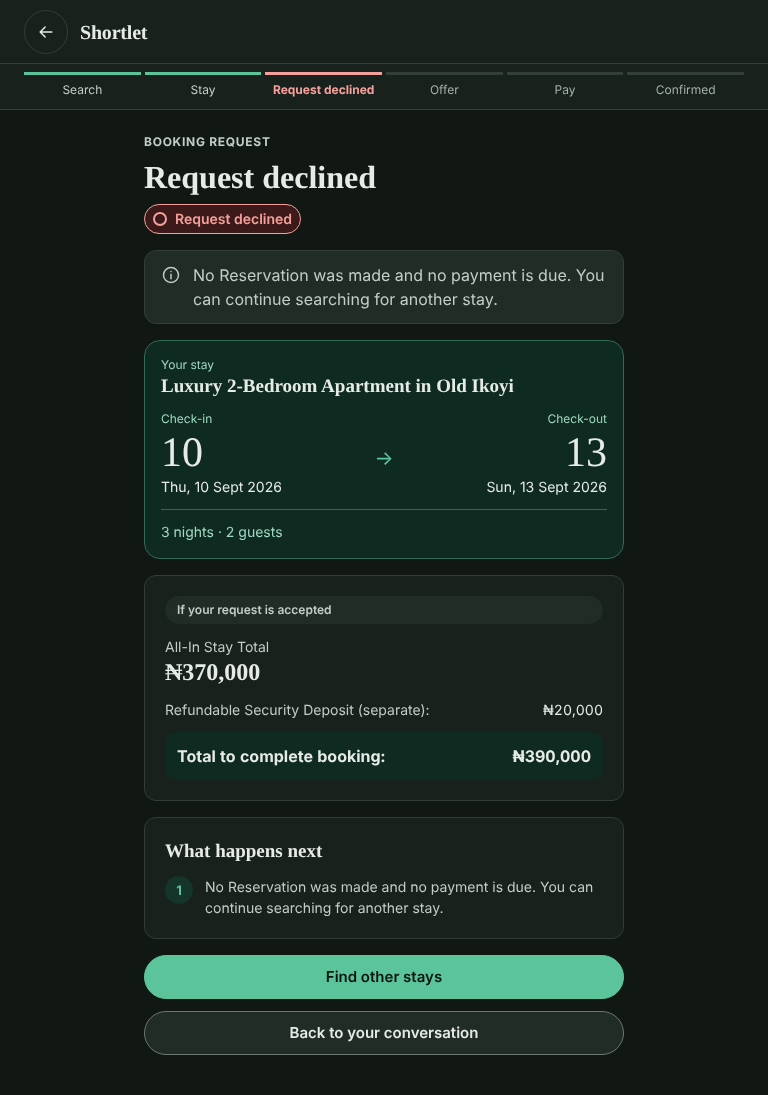 Shortlet
Search
Stay
Request declined
Offer
Pay
Confirmed
BOOKING REQUEST
Request declined
Request declined
No Reservation was made and no payment is due. You
can continue searching for another stay.
Your stay
Luxury 2-Bedroom Apartment in Old Ikoyi
Check-in
Check-out
10
→
13
Thu, 10 Sept 2026
Sun, 13 Sept 2026
3 nights · 2 guests
If your request is accepted
All-In Stay Total
₦370,000
Refundable Security Deposit (separate): ₦20,000
Total to complete booking: ₦390,000
What happens next
1
No Reservation was made and no payment is due. You can
continue searching for another stay.
Find other stays
Back to your conversation